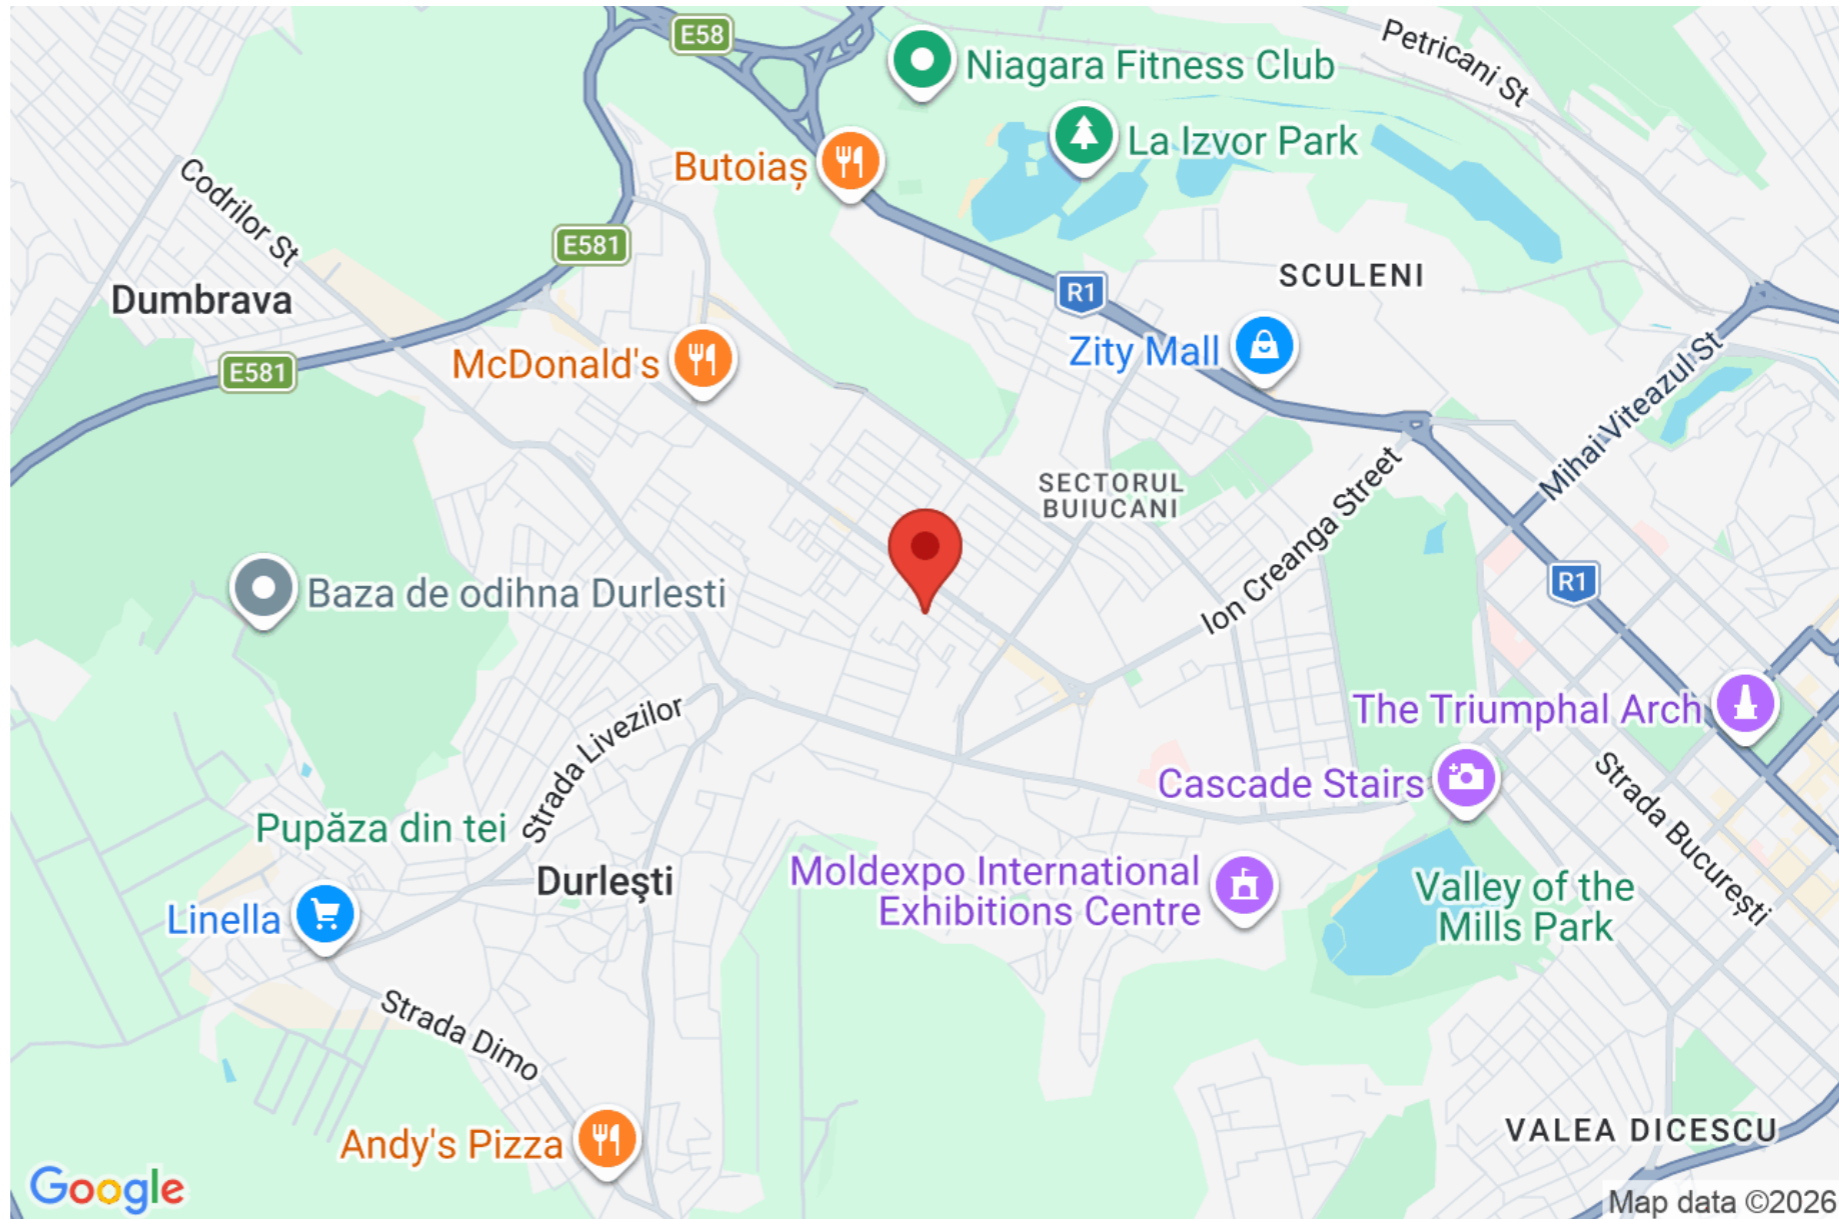 E58
Niagara Fitness Club
Petricani St
La Izvor Park
Butoiaș
Codrilor St
E581
SCULENI
R1
Dumbrava
Zity Mall
McDonald's
E581
Mihai Viteazul St
SECTORUL
BUIUCANI
Ion Creanga Street
R1
Baza de odihna Durlesti
The Triumphal Arch
Strada Livezilor
Cascade Stairs
Strada București
Pupăza din tei
Durleşti
Moldexpo International
Exhibitions Centre
Valley of the
Mills Park
Linella
Strada Dimo
VALEA DICESCU
Andy's Pizza
Google
Map data ©2026